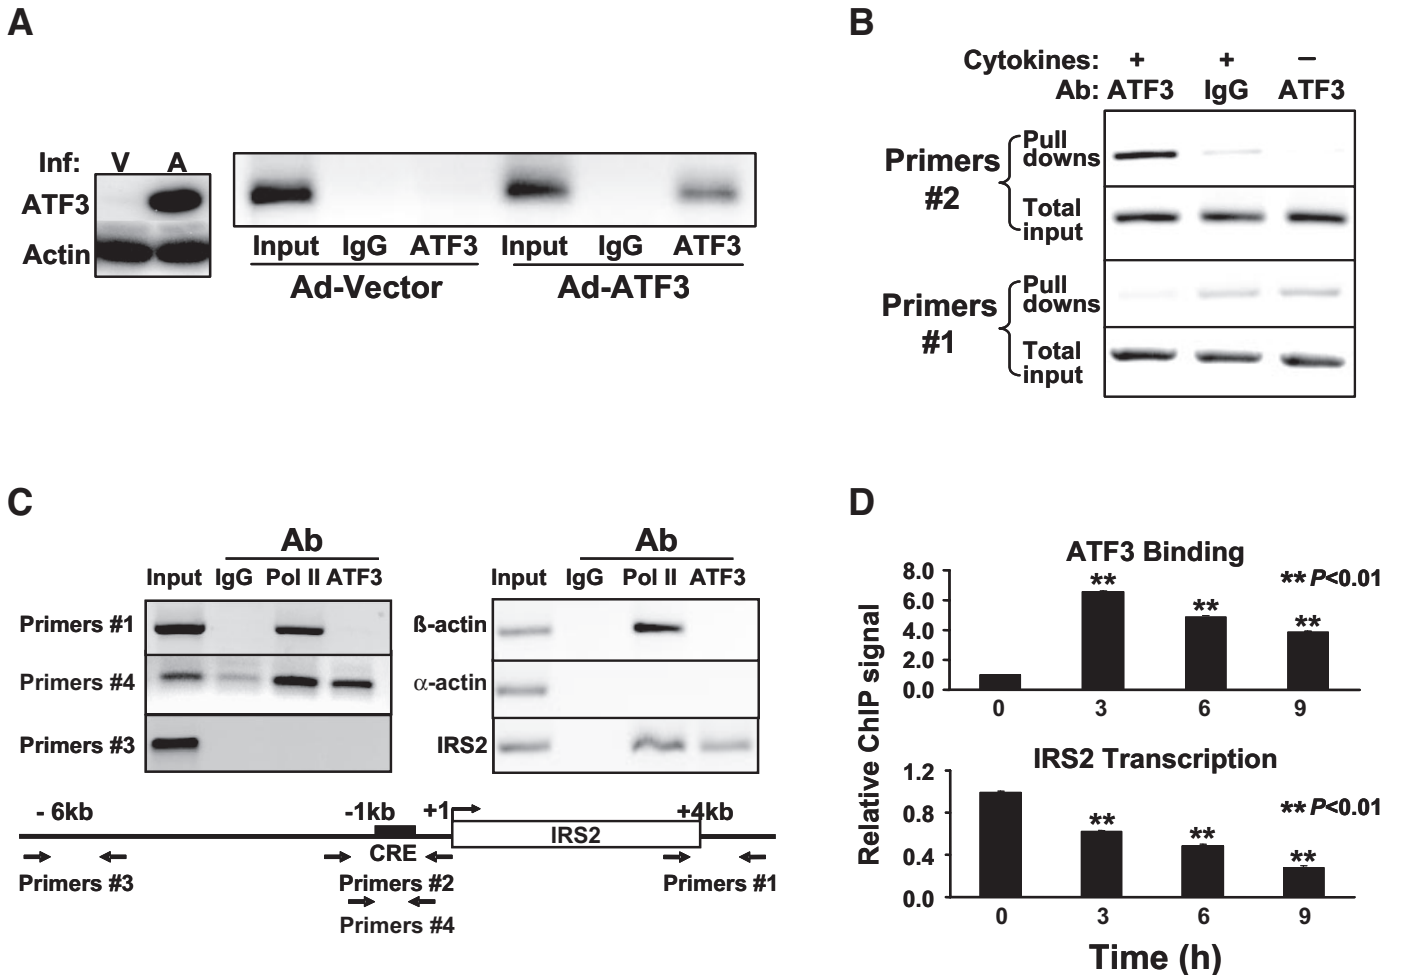 A
Inf: V A
ATF3
Actin
Input IgG ATF3 Input IgG ATF3
Ad-Vector Ad-ATF3
B
Cytokines: + + −
Ab: ATF3 IgG ATF3
Primers #2
Pull downs
Total input
Primers #1
Pull downs
Total input
C
Ab
Input IgG Pol II ATF3
Primers #1
Primers #4
Primers #3
Ab
Input IgG Pol II ATF3
ß-actin
α-actin
IRS2
- 6kb -1kb +1 +4kb
IRS2
CRE
Primers #3 Primers #2 Primers #1
Primers #4
D
ATF3 Binding
** P<0.01
8.0
6.0
4.0
2.0
0.0
** ** **
0 3 6 9
Relative ChIP signal
IRS2 Transcription
** P<0.01
1.2
0.8
0.4
0.0
** ** **
0 3 6 9
Time (h)